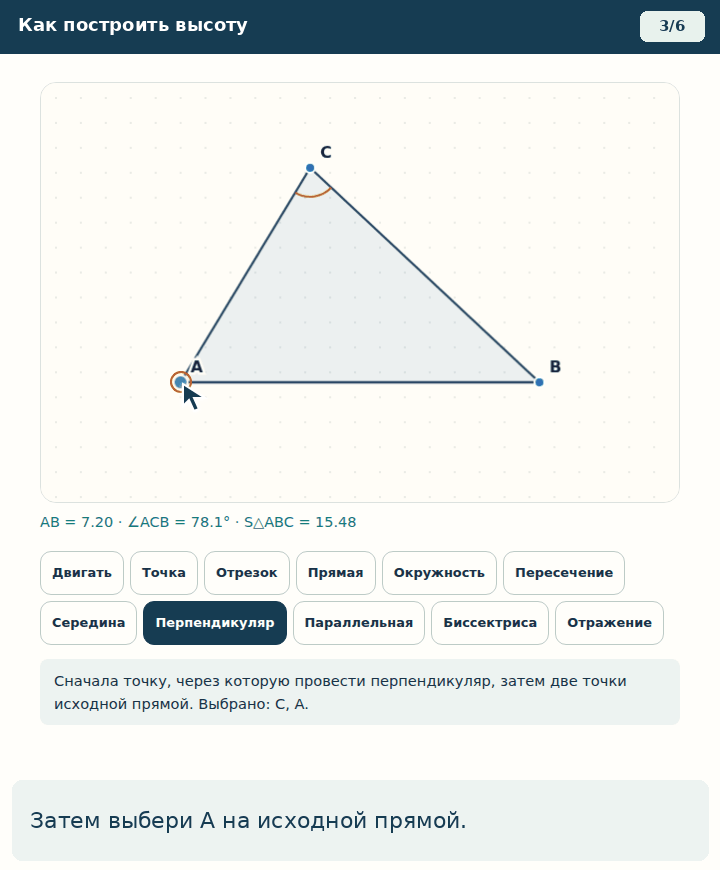 Как построить высоту
3/6
C
A
B
AB = 7.20 · ∠ACB = 78.1° · S△ABC = 15.48
Двигать
Точка
Отрезок
Прямая
Окружность
Пересечение
Середина
Перпендикуляр
Параллельная
Биссектриса
Отражение
Сначала точку, через которую провести перпендикуляр, затем две точки
исходной прямой. Выбрано: C, A.
Затем выбери A на исходной прямой.